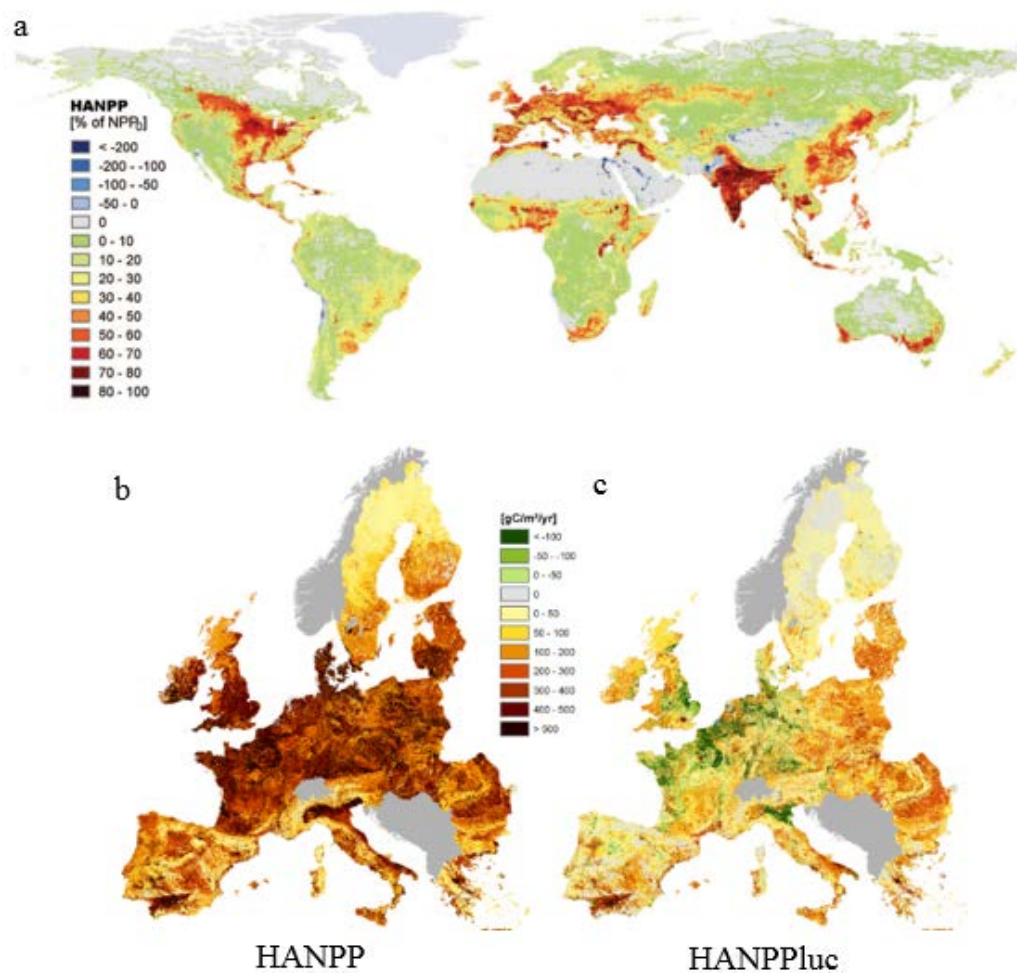 a
HANPP
[% of NPP0]
< -200
-200 - -100
-100 - -50
-50 - 0
0
0 - 10
10 - 20
20 - 30
30 - 40
40 - 50
50 - 60
60 - 70
70 - 80
80 - 100
b
c
[gC/m²/yr]
< -100
-50 - -100
0 - -50
0
0 - 50
50 - 100
100 - 200
200 - 300
300 - 400
400 - 500
> 500
HANPP
HANPPluc